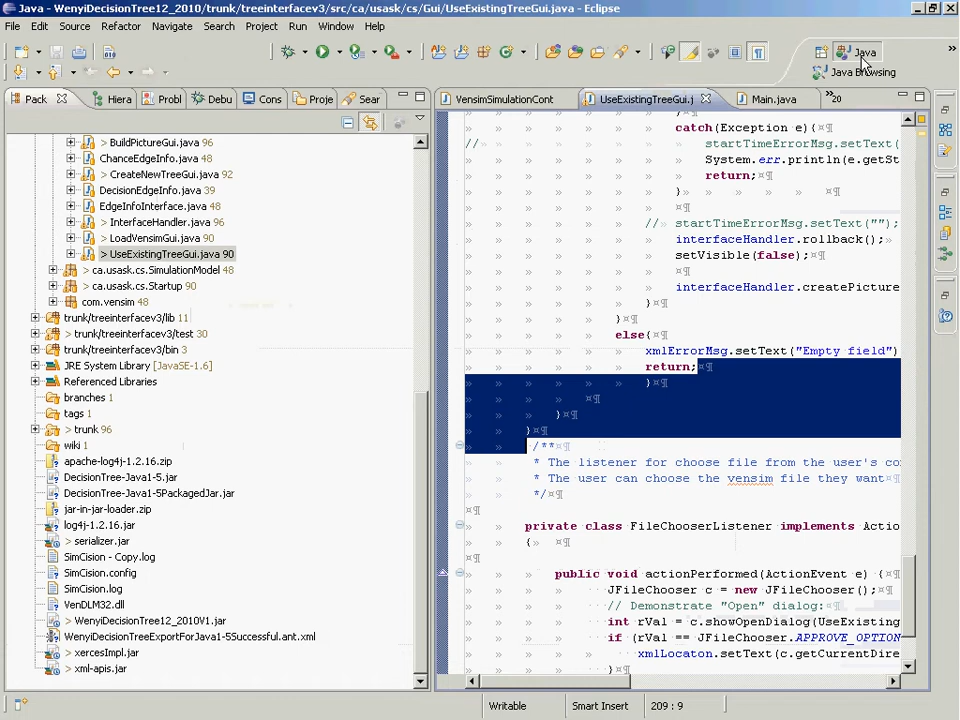 Java - WenyiDecisionTree12_2010/trunk/treeinterfacev3/src/ca/usask/cs/Gui/UseExistingTreeGui.java - Eclipse
File Edit Source Refactor Navigate Search Project Run Window Help
Java
Java Browsing
Pack Hiera Probl Debu Cons Proje Sear
VensimSimulationCont UseExistingTreeGui.j Main.java »20
> BuildPictureGui.java 96
ChanceEdgeInfo.java 48
> CreateNewTreeGui.java 92
DecisionEdgeInfo.java 39
EdgeInfoInterface.java 48
> InterfaceHandler.java 96
> LoadVensimGui.java 90
> UseExistingTreeGui.java 90
> ca.usask.cs.SimulationModel 48
> ca.usask.cs.Startup 90
com.vensim 48
trunk/treeinterfacev3/lib 11
> trunk/treeinterfacev3/test 30
trunk/treeinterfacev3/bin 3
JRE System Library [JavaSE-1.6]
Referenced Libraries
branches 1
tags 1
> trunk 96
wiki 1
apache-log4j-1.2.16.zip
DecisionTree-Java1-5.jar
DecisionTree-Java1-5PackagedJar.jar
jar-in-jar-loader.zip
log4j-1.2.16.jar
> serializer.jar
SimCision - Copy.log
SimCision.config
SimCision.log
VenDLM32.dll
> WenyiDecisionTree12_2010V1.jar
WenyiDecisionTreeExportForJava1-5Successful.ant.xml
> xercesImpl.jar
> xml-apis.jar
}¤¶
catch(Exception e){¤¶
// startTimeErrorMsg.setText(
System.err.println(e.getSt
return;¤¶
}» » » » ¤¶
¤¶
//» startTimeErrorMsg.setText("");
interfaceHandler.rollback();¤¶
setVisible(false);¤¶
¤¶
interfaceHandler.createPicture
}¤¶
}¤¶
else{¤¶
xmlErrorMsg.setText("Empty field")
return;¤¶
}¤¶
¤¶
}¤¶
}¤¶
/**¤¶
* The listener for choose file from the user's co
* The user can choose the vensim file they want¤¶
*/¤¶
¤¶
private class FileChooserListener implements Actio
{» ¤¶
¤¶
public void actionPerformed(ActionEvent e) {¤¶
JFileChooser c = new JFileChooser();¤¶
// Demonstrate "Open" dialog:¤¶
int rVal = c.showOpenDialog(UseExisting
if (rVal == JFileChooser.APPROVE_OPTION
xmlLocaton.setText(c.getCurrentDire
Writable Smart Insert 209 : 9